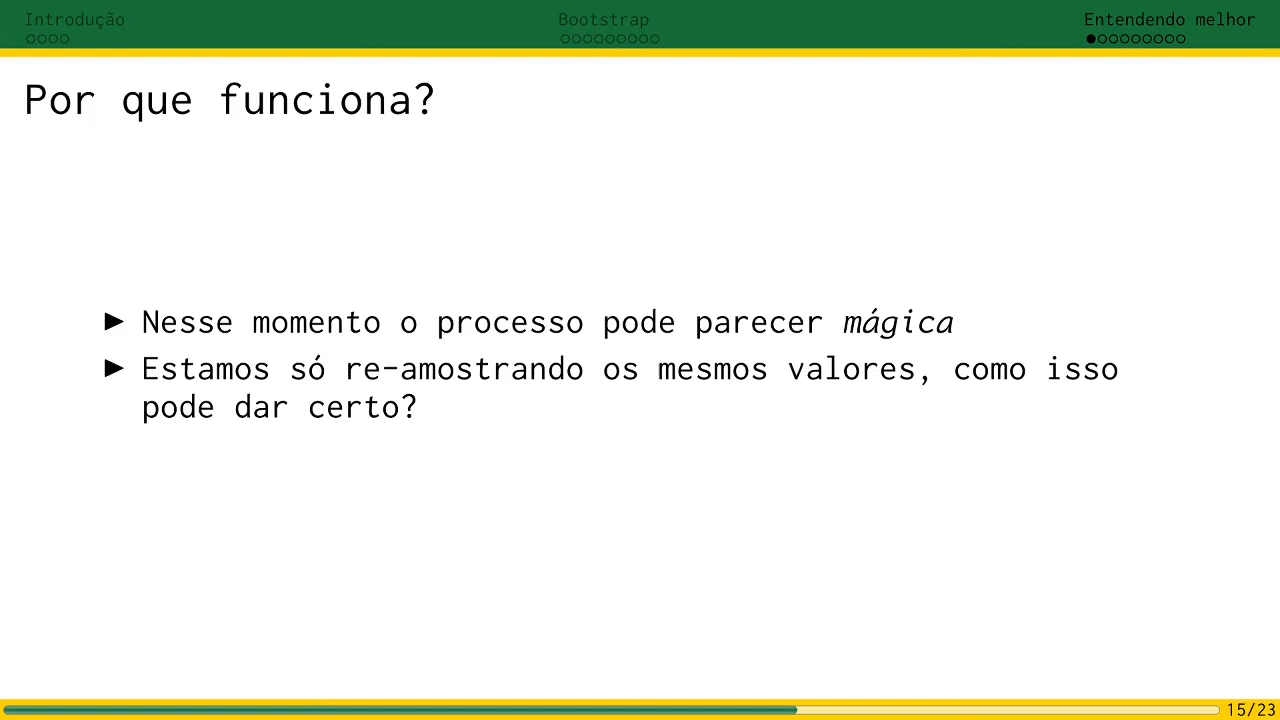 Introdução Bootstrap Entendendo melhor
Por que funciona?
Nesse momento o processo pode parecer mágica
Estamos só re-amostrando os mesmos valores, como isso
pode dar certo?
15/23